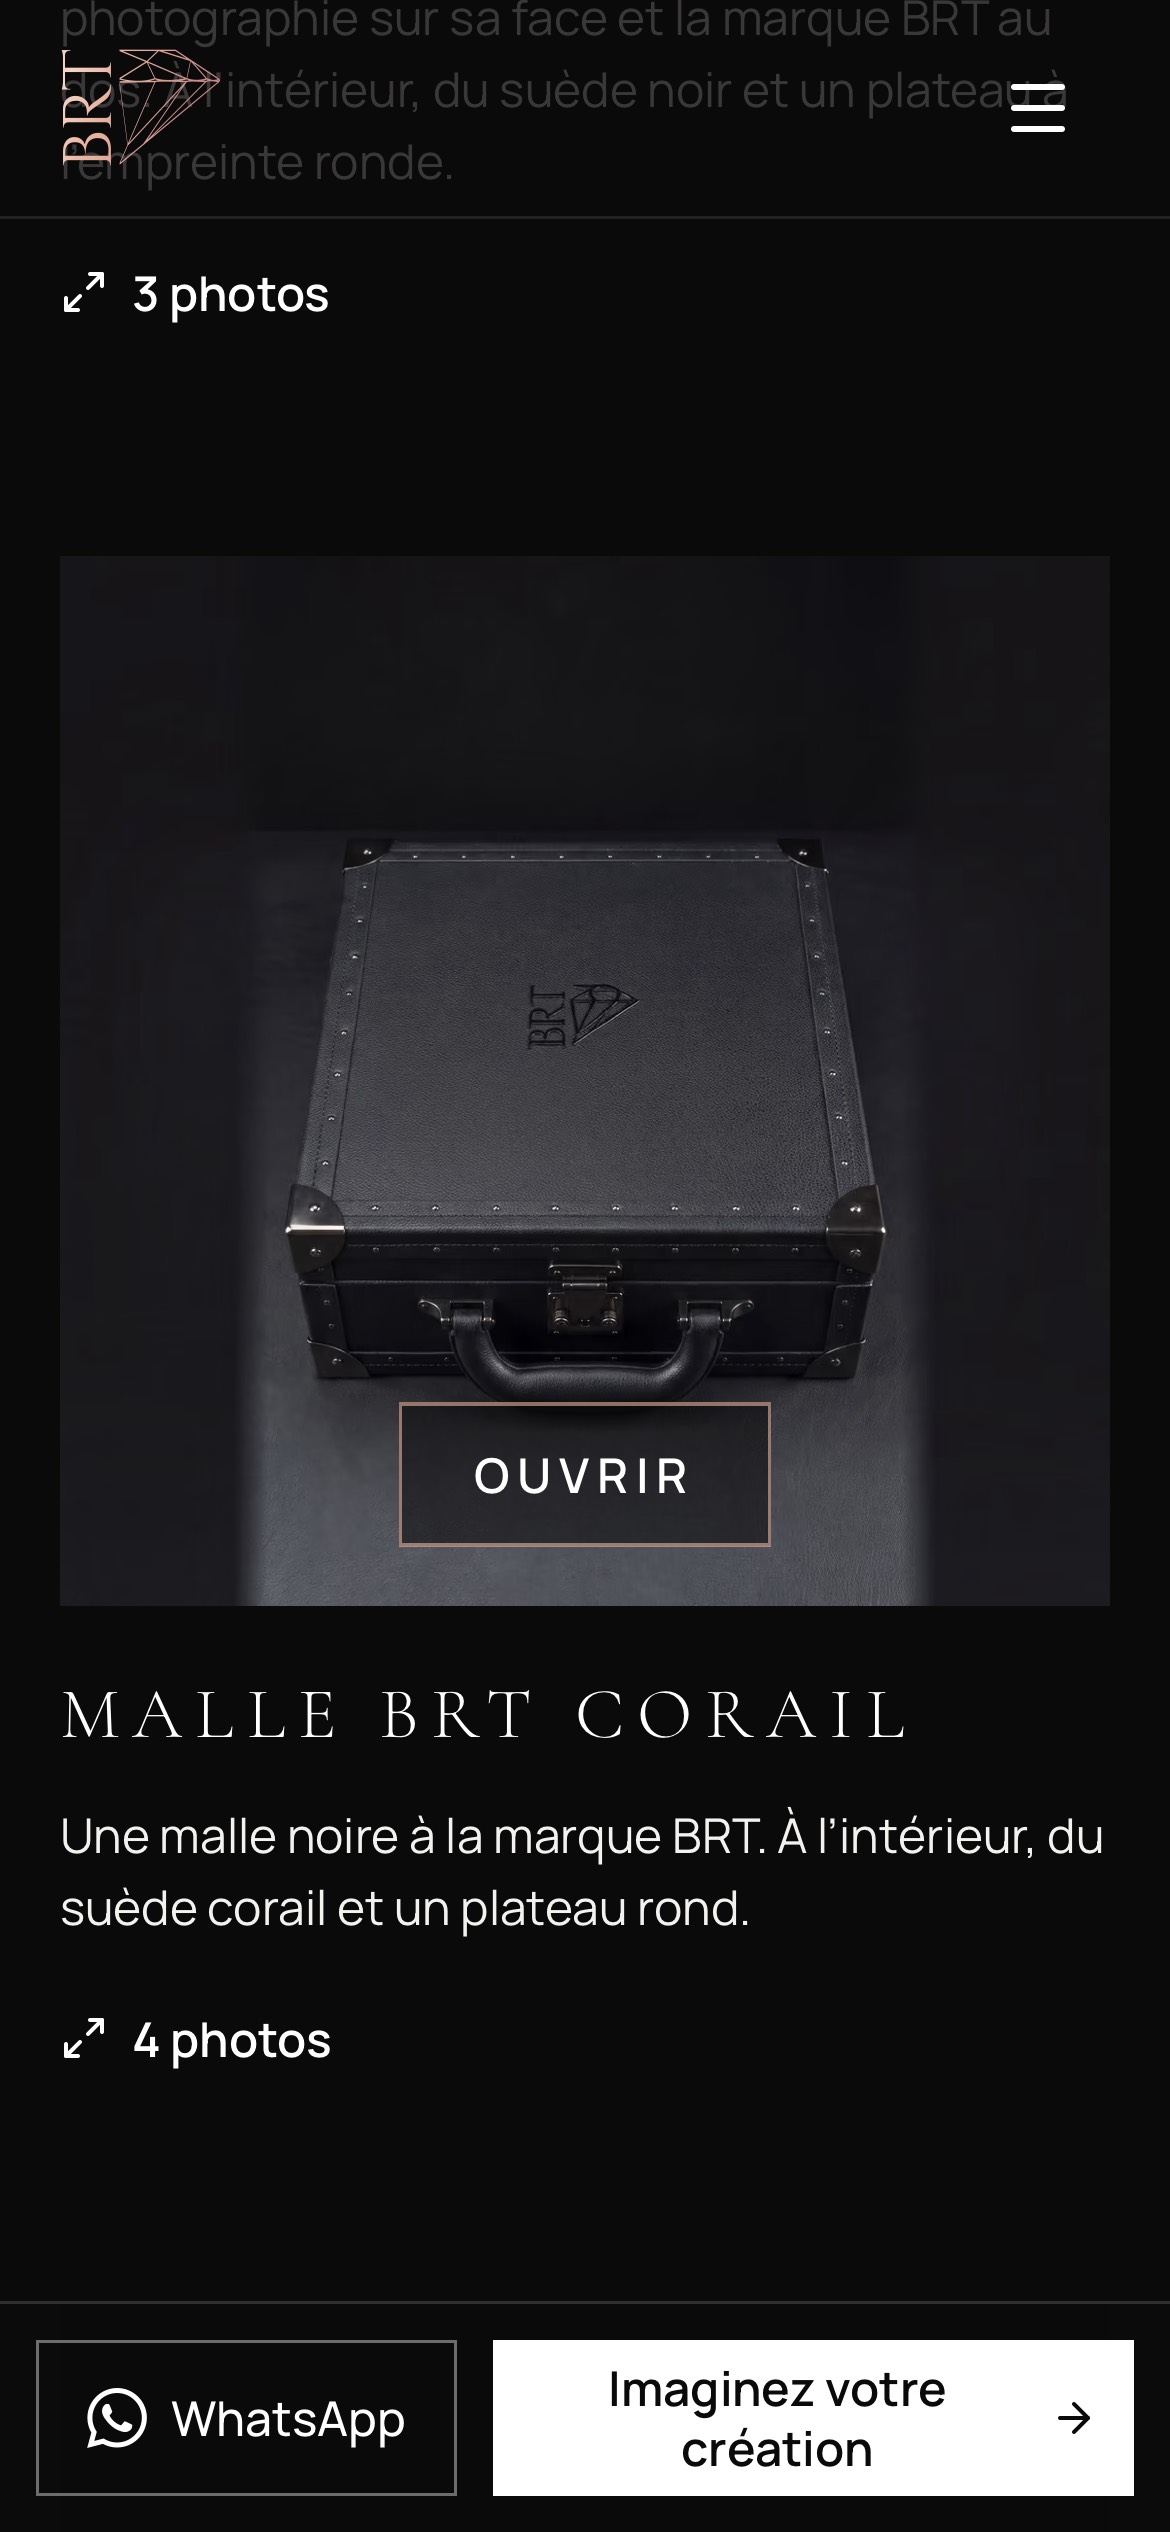 photographie sur sa face et la marque BRT au
dos. À l'intérieur, du suède noir et un plateau à
l'empreinte ronde.
BRT
3 photos
BRT
OUVRIR
MALLE BRT CORAIL
Une malle noire à la marque BRT. À l’intérieur, du
suède corail et un plateau rond.
4 photos
WhatsApp
Imaginez votre
création